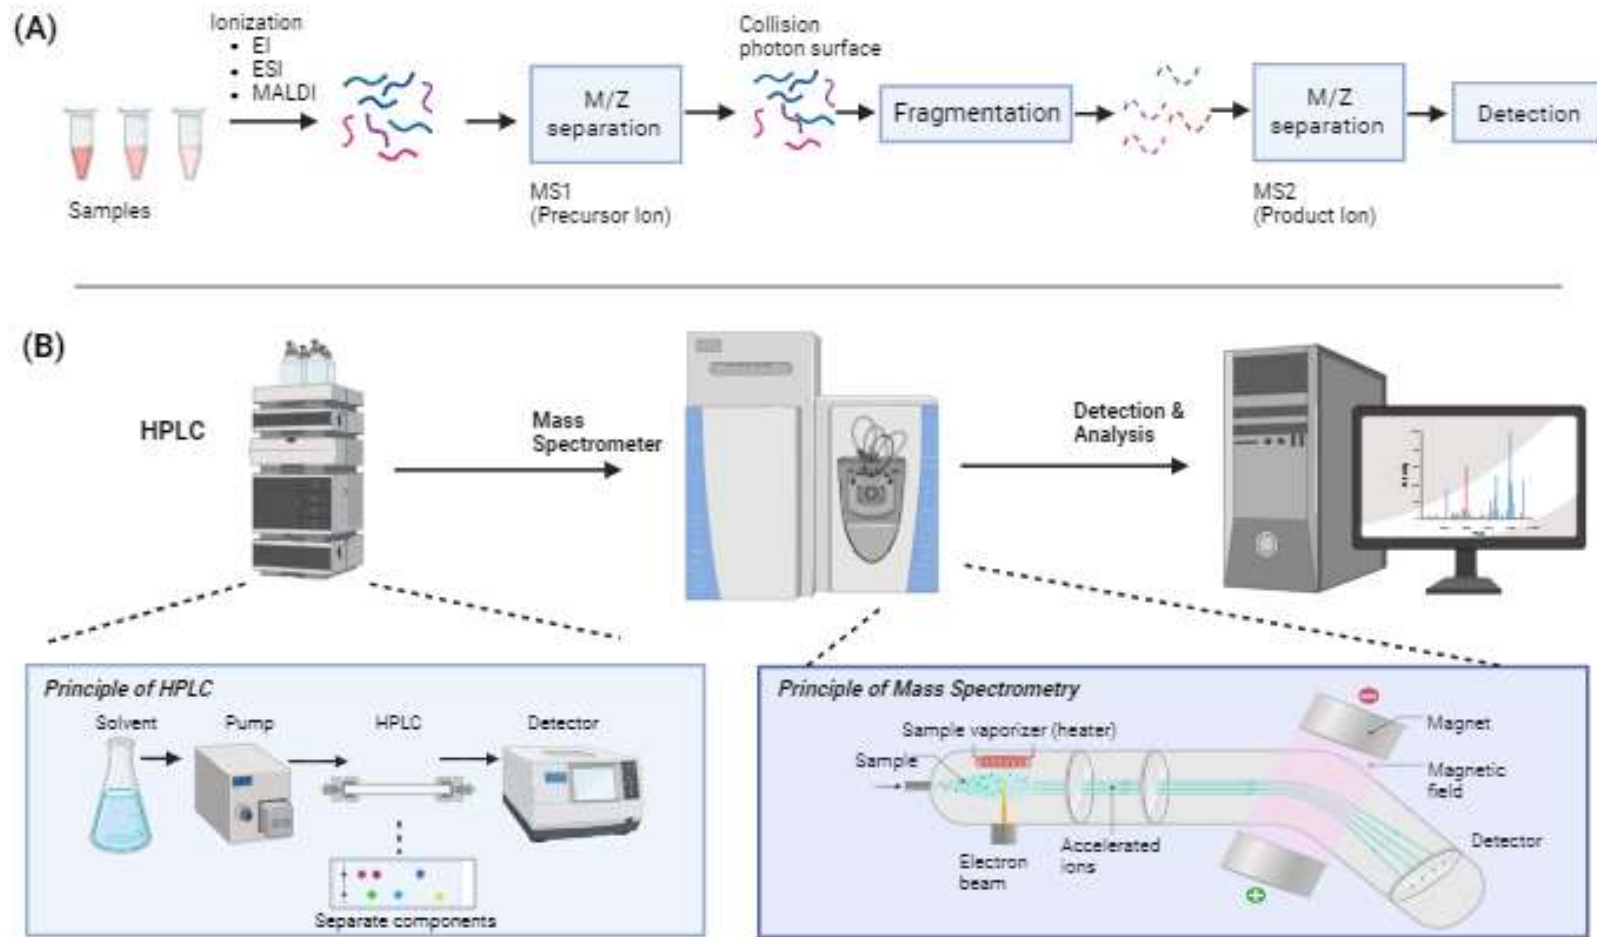 (A)
Ionization
• EI
• ESI
• MALDI
Samples
M/Z
separation
MS1
(Precursor Ion)
Collision
photon surface
Fragmentation
M/Z
separation
MS2
(Product Ion)
Detection
(B)
HPLC
Mass
Spectrometer
Detection &
Analysis
Principle of HPLC
Solvent
Pump
HPLC
Detector
Separate components
Principle of Mass Spectrometry
Sample vaporizer (heater)
Sample
Electron
beam
Accelerated
ions
Magnet
Magnetic
field
Detector